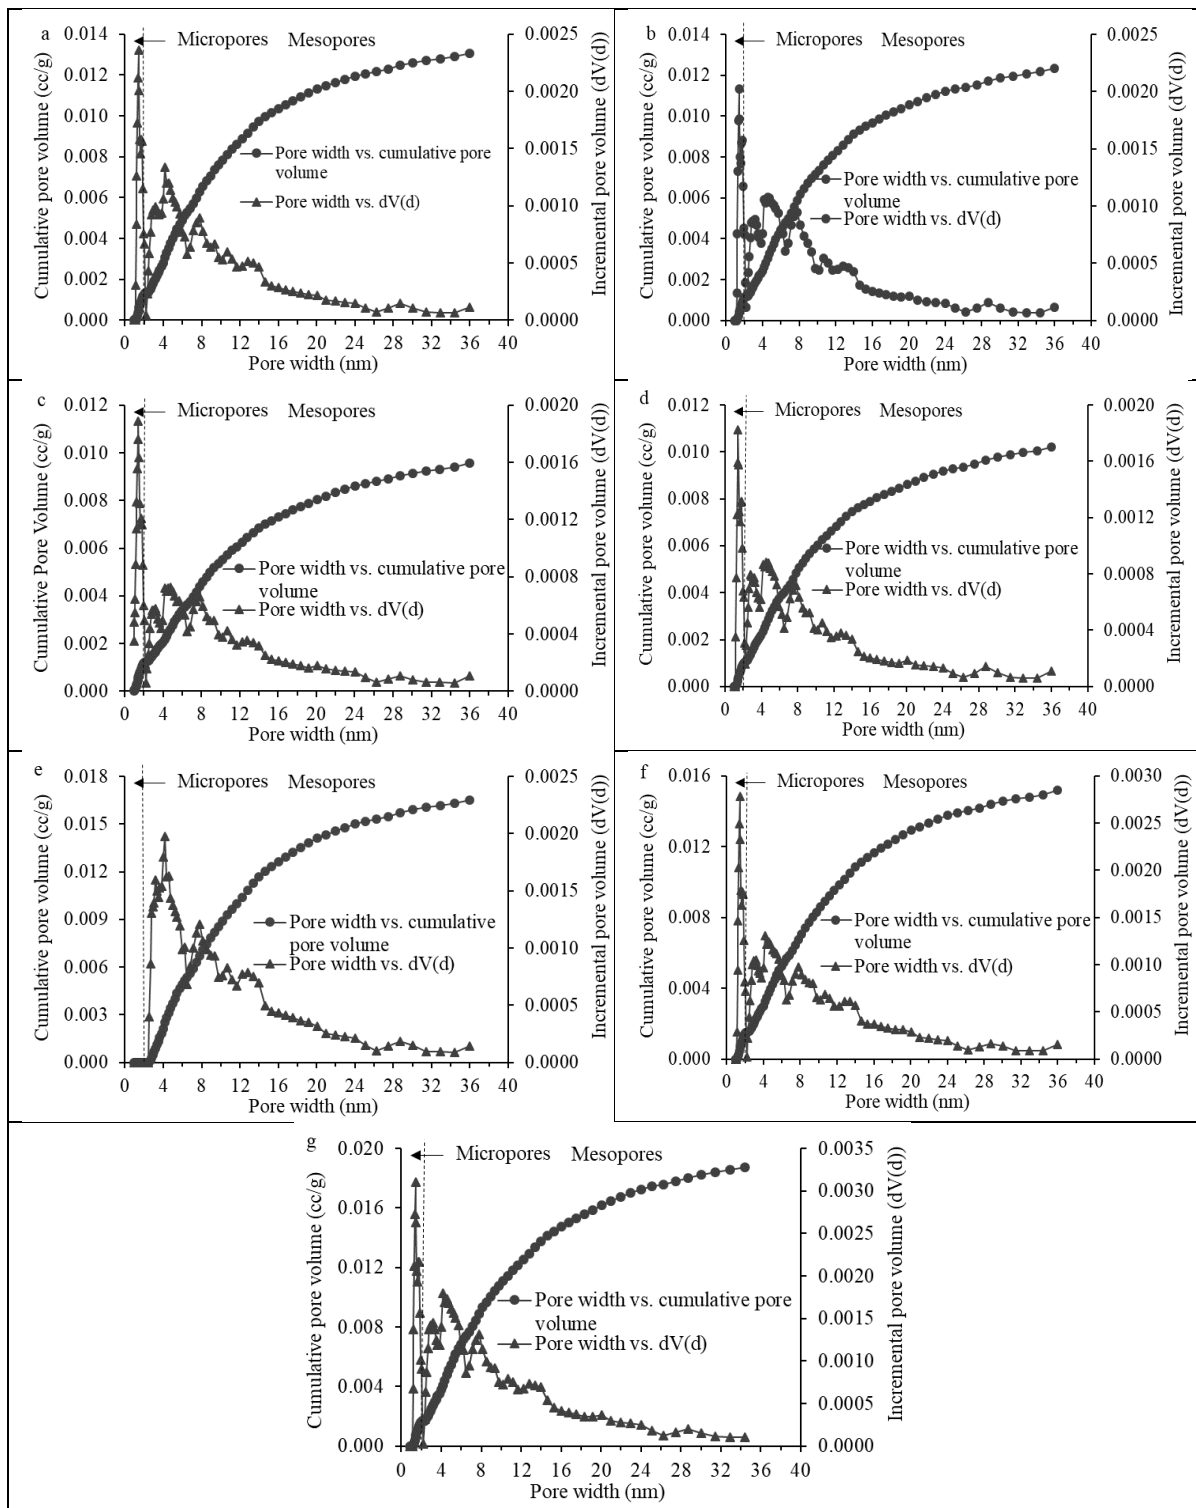 a
Micropores Mesopores
0.014
0.012
0.010
0.008
0.006
0.004
0.002
0.000
Cumulative pore volume (cc/g)
0.0025
0.0020
0.0015
0.0010
0.0005
0.0000
Incremental pore volume (dV(d))
Pore width vs. cumulative pore
volume
Pore width vs. dV(d)
0 4 8 12 16 20 24 28 32 36 40
Pore width (nm)
b
Micropores Mesopores
0.014
0.012
0.010
0.008
0.006
0.004
0.002
0.000
Cumulative pore volume (cc/g)
0.0025
0.0020
0.0015
0.0010
0.0005
0.0000
Incremental pore volume (dV(d))
Pore width vs. cumulative pore
volume
Pore width vs. dV(d)
0 4 8 12 16 20 24 28 32 36 40
Pore width (nm)
c
Micropores Mesopores
0.012
0.010
0.008
0.006
0.004
0.002
0.000
Cumulative Pore Volume (cc/g)
0.0020
0.0016
0.0012
0.0008
0.0004
0.0000
Incremental pore volume (dV(d))
Pore width vs. cumulative pore
volume
Pore width vs. dV(d)
0 4 8 12 16 20 24 28 32 36 40
Pore width (nm)
d
Micropores Mesopores
0.012
0.010
0.008
0.006
0.004
0.002
0.000
Cumulative pore volume (cc/g)
0.0020
0.0016
0.0012
0.0008
0.0004
0.0000
Incremental pore volume (dV(d))
Pore width vs. cumulative pore
volume
Pore width vs. dV(d)
0 4 8 12 16 20 24 28 32 36 40
Pore width (nm)
e
Micropores Mesopores
0.018
0.015
0.012
0.009
0.006
0.003
0.000
Cumulative pore volume (cc/g)
0.0025
0.0020
0.0015
0.0010
0.0005
0.0000
Incremental pore volume (dV(d))
Pore width vs. cumulative
pore volume
Pore width vs. dV(d)
0 4 8 12 16 20 24 28 32 36 40
Pore width (nm)
f
Micropores Mesopores
0.016
0.012
0.008
0.004
0.000
Cumulative pore volume (cc/g)
0.0030
0.0025
0.0020
0.0015
0.0010
0.0005
0.0000
Incremental pore volume (dV(d))
Pore width vs. cumulative pore
volume
Pore width vs. dV(d)
0 4 8 12 16 20 24 28 32 36 40
Pore width (nm)
g
Micropores Mesopores
0.020
0.016
0.012
0.008
0.004
0.000
Cumulative pore volume (cc/g)
0.0035
0.0030
0.0025
0.0020
0.0015
0.0010
0.0005
0.0000
Incremental pore volume (dV(d))
Pore width vs. cumulative pore
volume
Pore width vs. dV(d)
0 4 8 12 16 20 24 28 32 36 40
Pore width (nm)